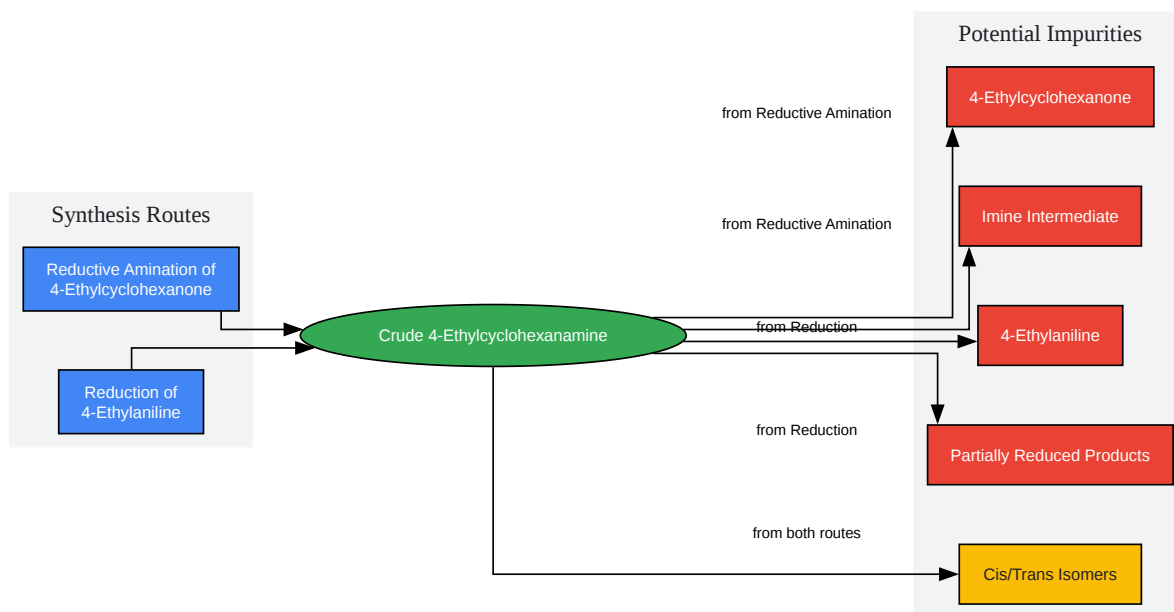 Potential Impurities
4-Ethylcyclohexanone
from Reductive Amination
Imine Intermediate
from Reductive Amination
Synthesis Routes
Reductive Amination of
4-Ethylcyclohexanone
Crude 4-Ethylcyclohexanamine
from Reduction
4-Ethylaniline
Reduction of
4-Ethylaniline
from Reduction
Partially Reduced Products
from both routes
Cis/Trans Isomers